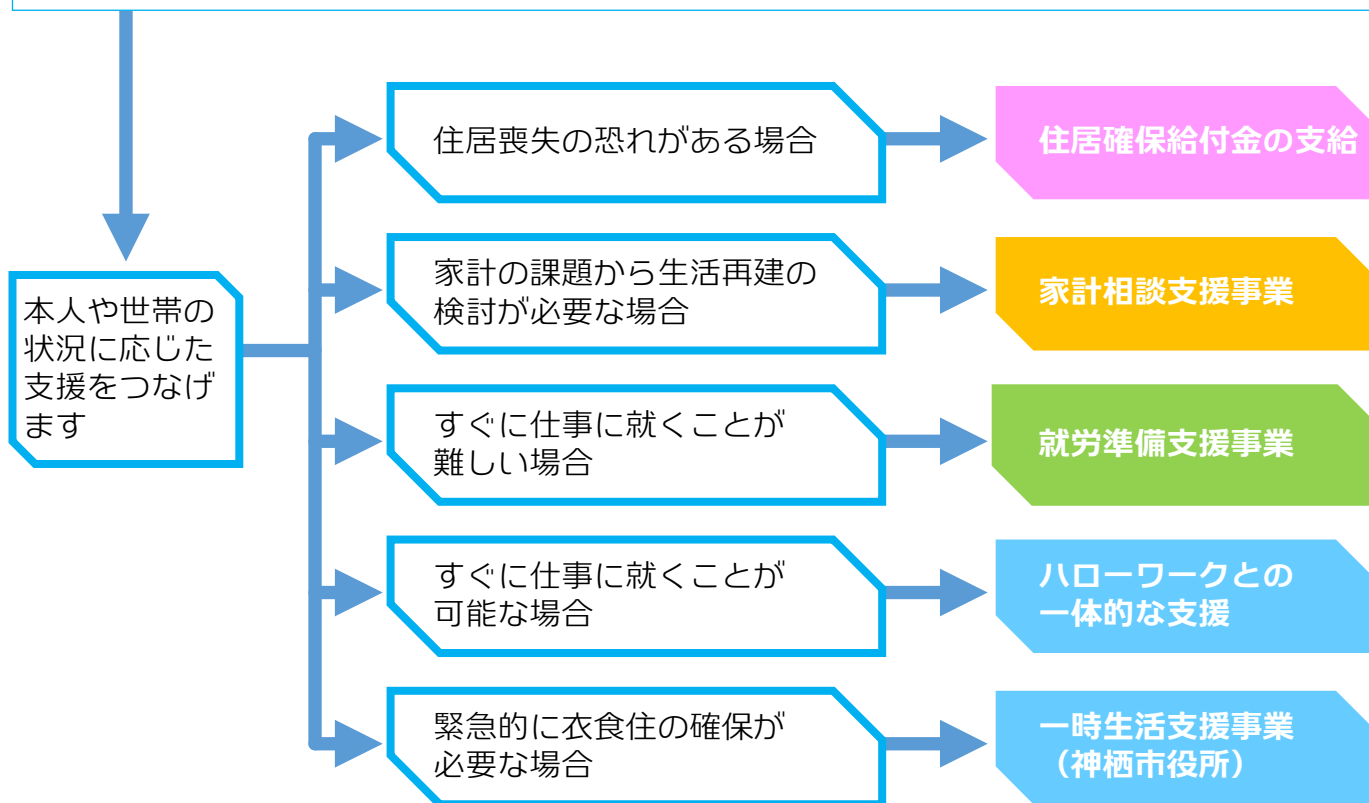 本人や世帯の
状況に応じた
支援をつなげ
ます
住居喪失の恐れがある場合
住居確保給付金の支給
家計の課題から生活再建の
検討が必要な場合
家計相談支援事業
すぐに仕事に就くことが
難しい場合
就労準備支援事業
すぐに仕事に就くことが
可能な場合
ハローワークとの
一体的な支援
緊急的に衣食住の確保が
必要な場合
一時生活支援事業
（神栖市役所）